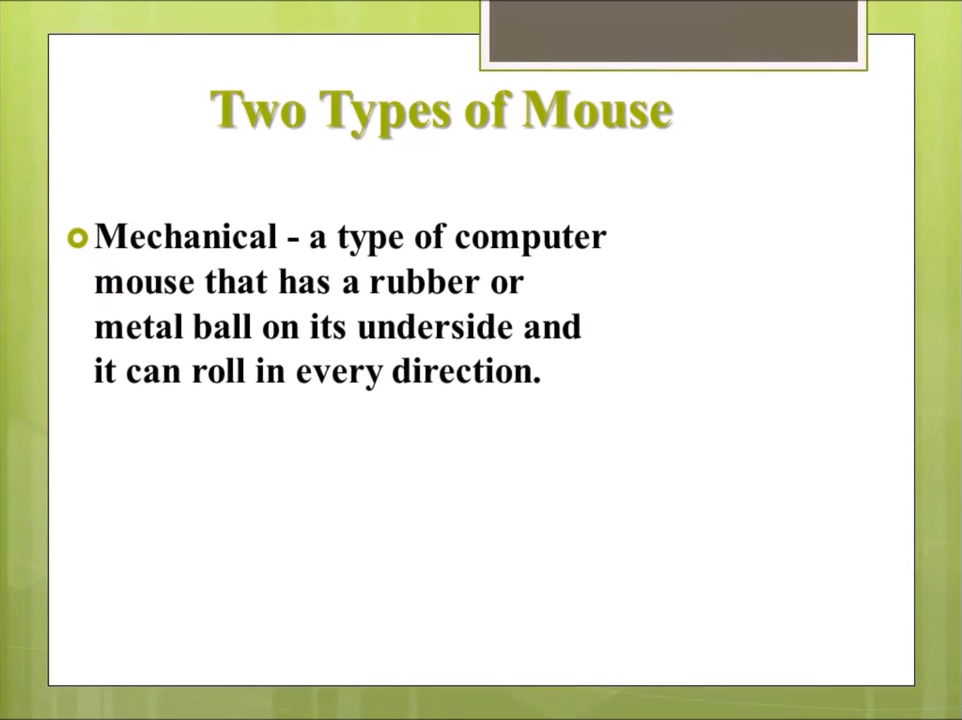 Two Types of Mouse
Mechanical - a type of computer
mouse that has a rubber or
metal ball on its underside and
it can roll in every direction.